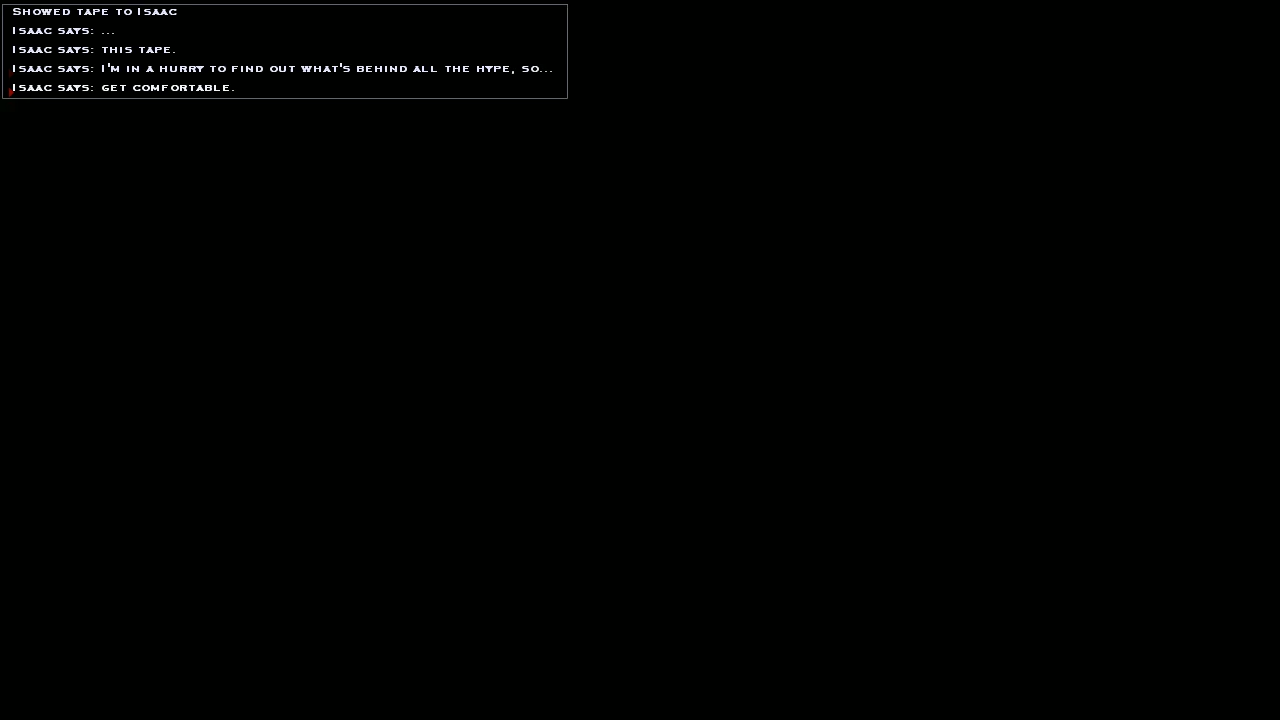 Showed tape to Isaac
Isaac says: ...
Isaac says: this tape.
Isaac says: i'm in a hurry to find out what's behind all the hype, so...
Isaac says: get comfortable.